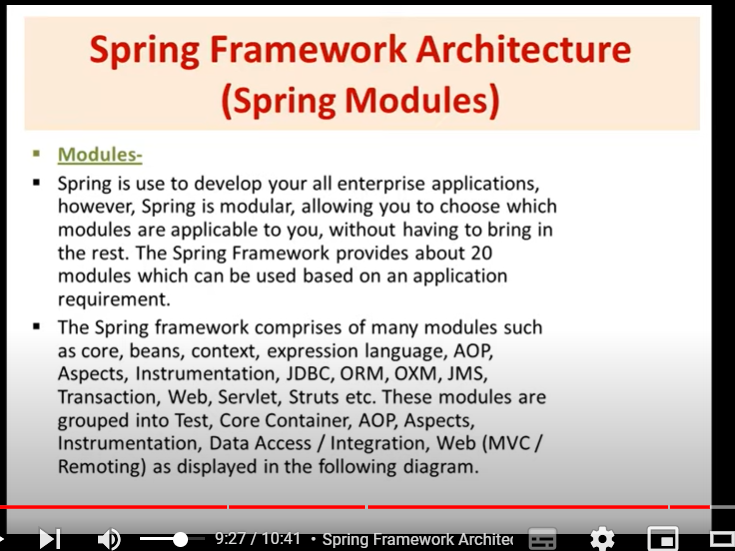 Spring Framework Architecture
(Spring Modules)
Modules-
Spring is use to develop your all enterprise applications,
however, Spring is modular, allowing you to choose which
modules are applicable to you, without having to bring in
the rest. The Spring Framework provides about 20
modules which can be used based on an application
requirement.
The Spring framework comprises of many modules such
as core, beans, context, expression language, AOP,
Aspects, Instrumentation, JDBC, ORM, OXM, JMS,
Transaction, Web, Servlet, Struts etc. These modules are
grouped into Test, Core Container, AOP, Aspects,
Instrumentation, Data Access / Integration, Web (MVC /
Remoting) as displayed in the following diagram.
9:27 / 10:41 • Spring Framework Architec